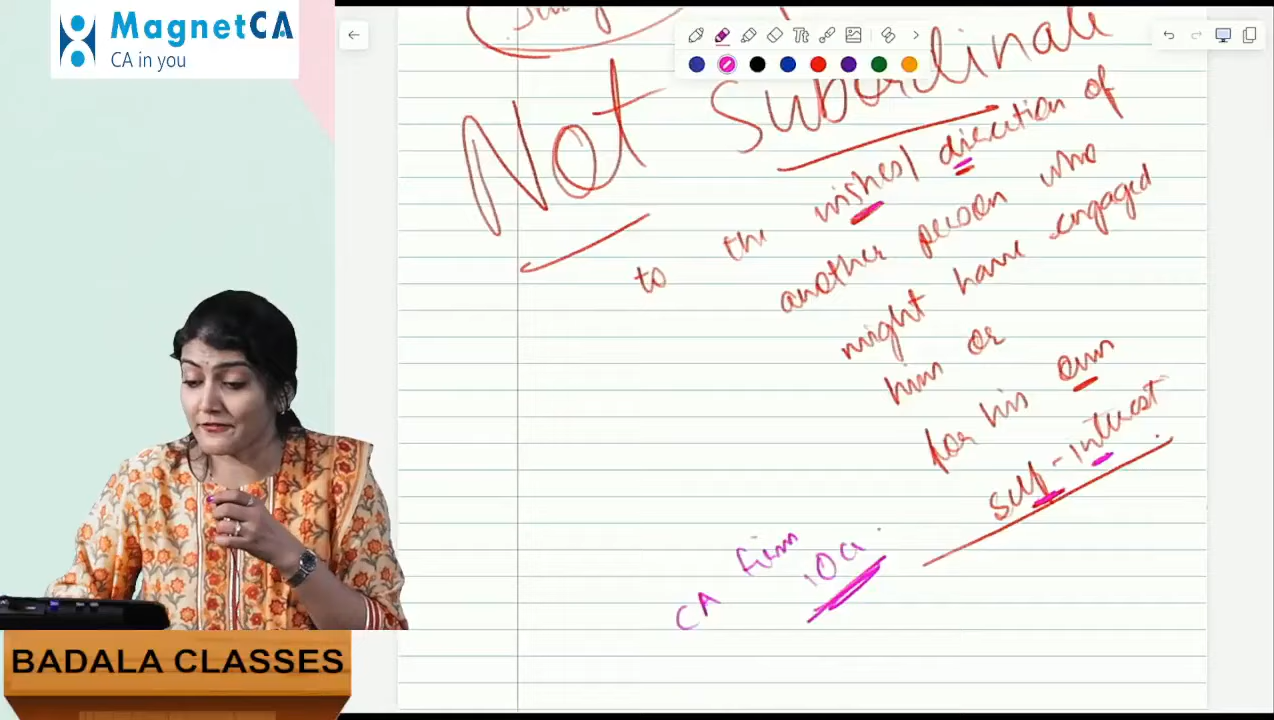 MagnetCA
CA in you
Not Subordinate
to the wishes/ direction of
another person who
might have engaged
him or
for his own
self-interest
CA firm
BADALA CLASSES